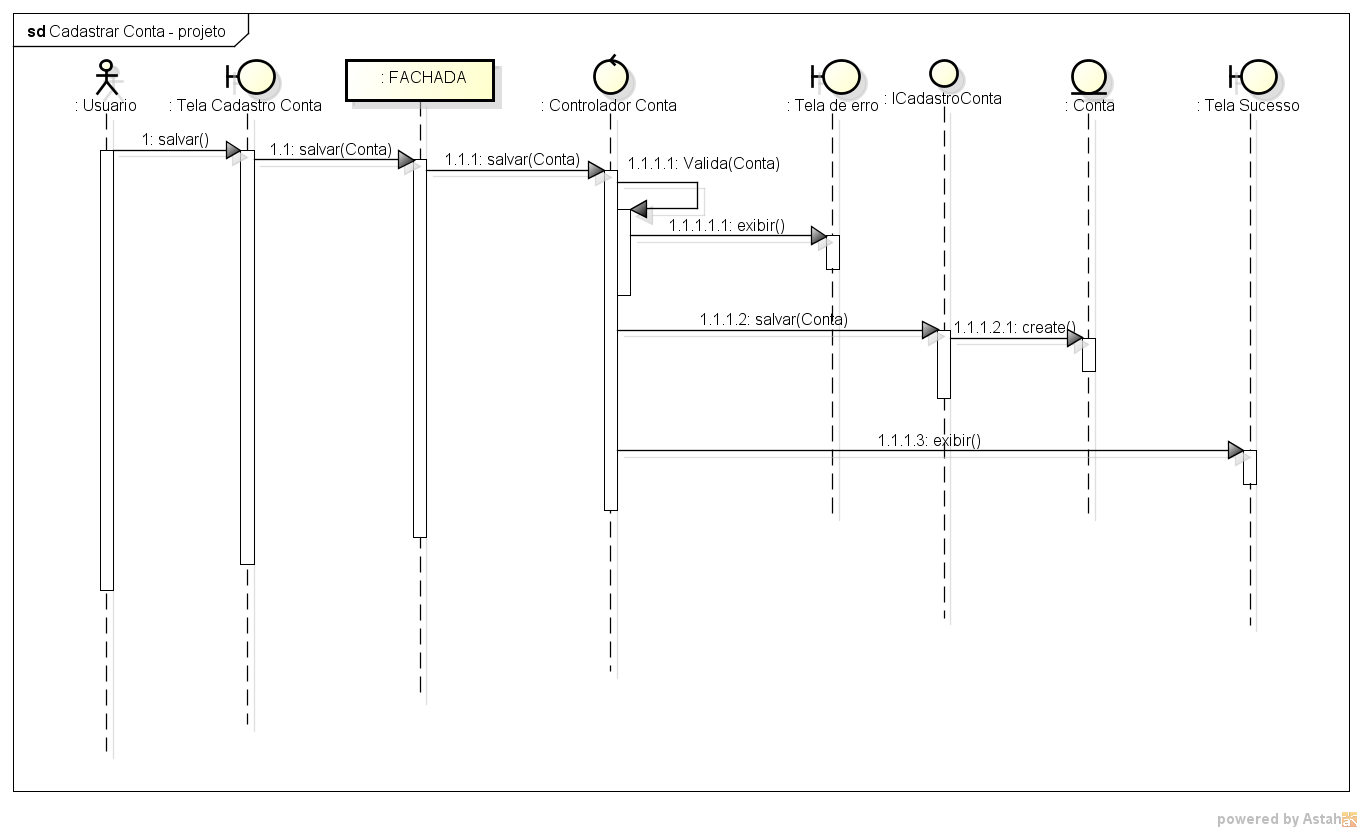 sd Cadastrar Conta - projeto
: Usuario
: Tela Cadastro Conta
: FACHADA
: Controlador Conta
: Tela de erro
: ICadastroConta
: Conta
: Tela Sucesso
1: salvar()
1.1: salvar(Conta)
1.1.1: salvar(Conta)
1.1.1.1: Valida(Conta)
1.1.1.1.1: exibir()
1.1.1.2: salvar(Conta)
1.1.1.2.1: create()
1.1.1.3: exibir()
powered by Astah